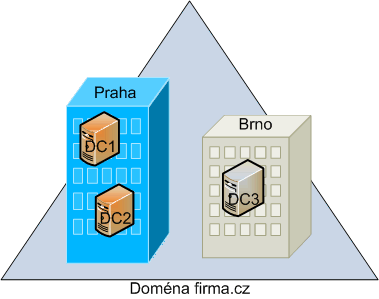 Praha
DC1
DC2
Brno
DC3
Doména firma.cz